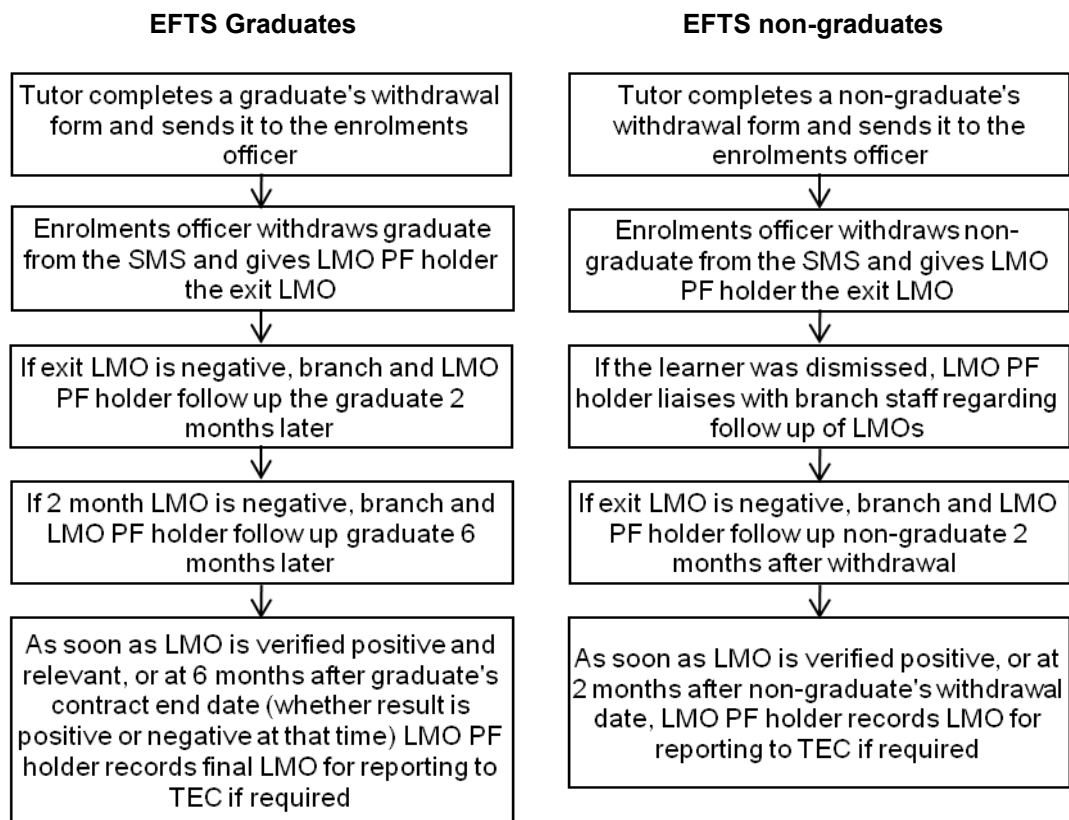 EFTS Graduates
Tutor completes a graduate's withdrawal
form and sends it to the enrolments
officer
Enrolments officer withdraws graduate
from the SMS and gives LMO PF holder
the exit LMO
If exit LMO is negative, branch and LMO
PF holder follow up the graduate 2
months later
If 2 month LMO is negative, branch and
LMO PF holder follow up graduate 6
months later
As soon as LMO is verified positive and
relevant, or at 6 months after graduate's
contract end date (whether result is
positive or negative at that time) LMO PF
holder records final LMO for reporting to
TEC if required
EFTS non-graduates
Tutor completes a non-graduate's
withdrawal form and sends it to the
enrolments officer
Enrolments officer withdraws non-
graduate from the SMS and gives LMO
PF holder the exit LMO
If the learner was dismissed, LMO PF
holder liaises with branch staff regarding
follow up of LMOs
If exit LMO is negative, branch and LMO
PF holder follow up non-graduate 2
months after withdrawal
As soon as LMO is verified positive, or at
2 months after non-graduate's withdrawal
date, LMO PF holder records LMO for
reporting to TEC if required